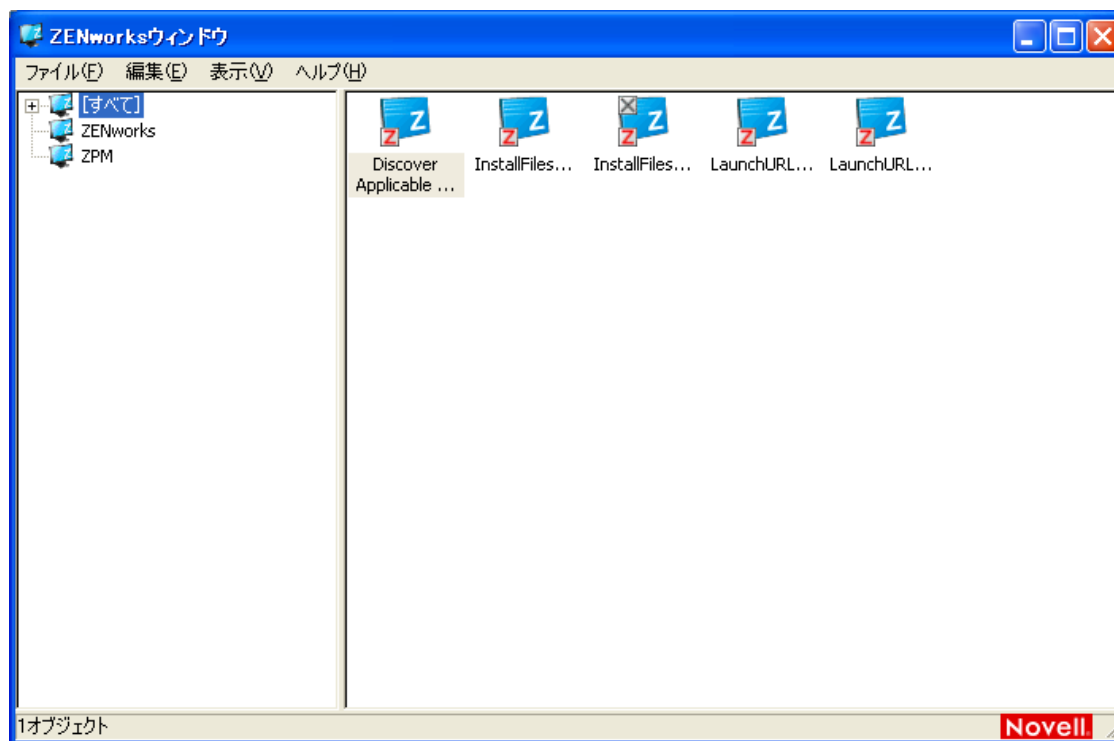 ZENworksウィンドウ
ファイル(F) 編集(E) 表示(V) ヘルプ(H)
[すべて]
ZENworks
ZPM
Discover
Applicable ...
InstallFiles...
InstallFiles...
LaunchURL...
LaunchURL...
1オブジェクト
Novell.